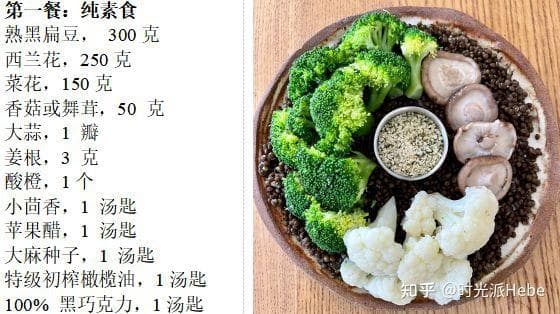 第一餐：纯素食
熟黑扁豆， 300 克
西兰花，250 克
菜花，150 克
香菇或舞茸，50 克
大蒜，1 瓣
姜根，3 克
酸橙，1 个
小茴香，1 汤匙
苹果醋，1 汤匙
大麻种子，1 汤匙
特级初榨橄榄油，1 汤匙
100% 黑巧克力，1 汤匙
知乎 @时光派Hebe